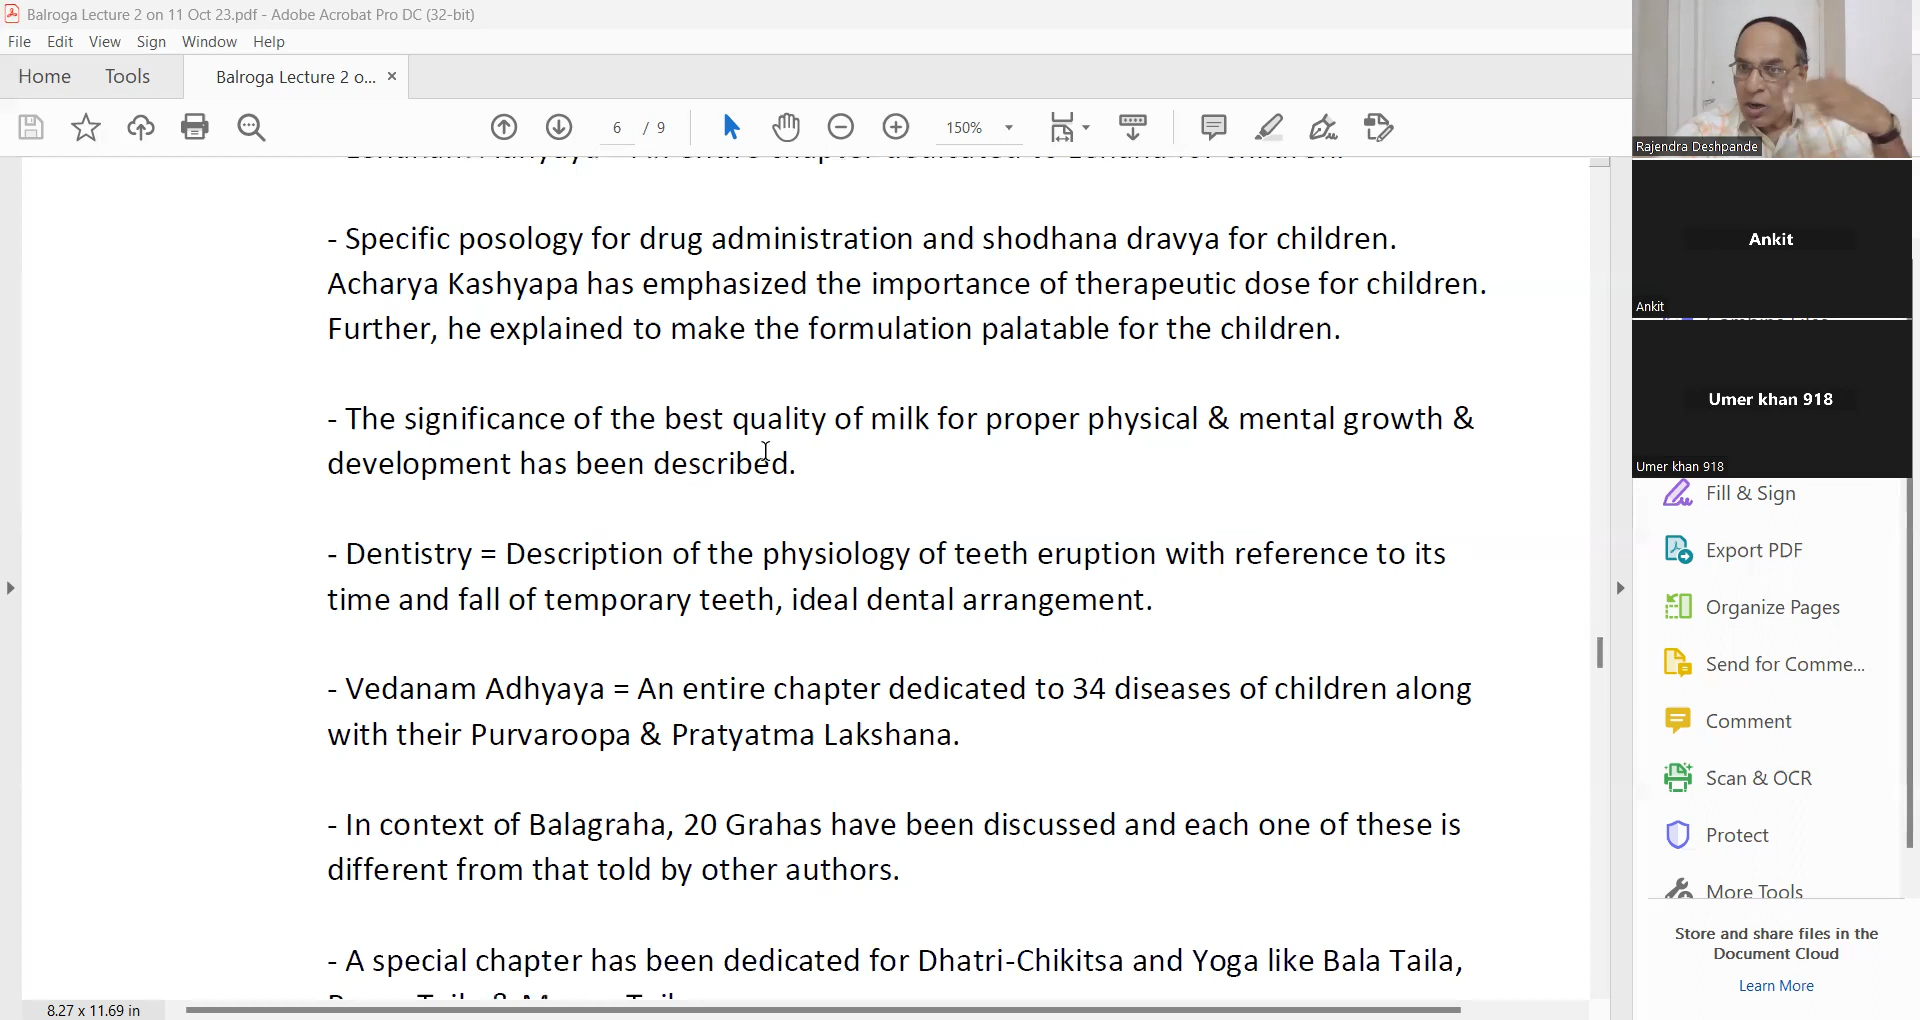 Balroga Lecture 2 on 11 Oct 23.pdf - Adobe Acrobat Pro DC (32-bit)
File Edit View Sign Window Help
Home Tools Balroga Lecture 2 o... ×
6 / 9 150%
- Specific posology for drug administration and shodhana dravya for children.
Acharya Kashyapa has emphasized the importance of therapeutic dose for children.
Further, he explained to make the formulation palatable for the children.
- The significance of the best quality of milk for proper physical & mental growth &
development has been described.
- Dentistry = Description of the physiology of teeth eruption with reference to its
time and fall of temporary teeth, ideal dental arrangement.
- Vedanam Adhyaya = An entire chapter dedicated to 34 diseases of children along
with their Purvaroopa & Pratyatma Lakshana.
- In context of Balagraha, 20 Grahas have been discussed and each one of these is
different from that told by other authors.
- A special chapter has been dedicated for Dhatri-Chikitsa and Yoga like Bala Taila,
8.27 x 11.69 in
Rajendra Deshpande
Ankit
Ankit
Umer khan 918
Umer khan 918
Fill & Sign
Export PDF
Organize Pages
Send for Comme...
Comment
Scan & OCR
Protect
More Tools
Store and share files in the
Document Cloud
Learn More